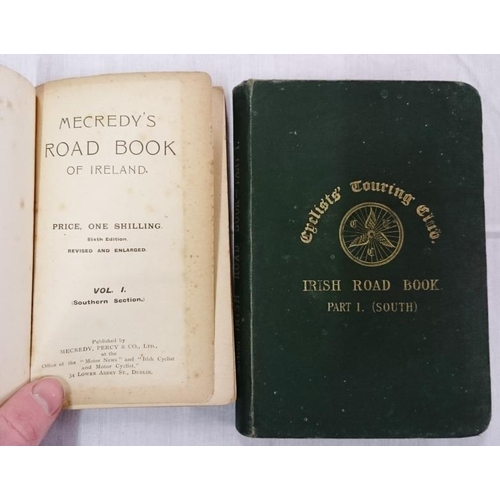 MECREDY'S
ROAD BOOK
OF IRELAND.
PRICE, ONE SHILLING.
Sixth Edition.
REVISED AND ENLARGED.
VOL. I.
(Southern Section.)
Published by
MECREDY, PERCY & CO., LTD.,
at the
Office of the "Motor News" and "Irish Cyclist
and Motor Cyclist,"
34 LOWER ABBEY ST., DUBLIN.
Cyclists' Touring Club.
IRISH ROAD BOOK.
PART I. (SOUTH)